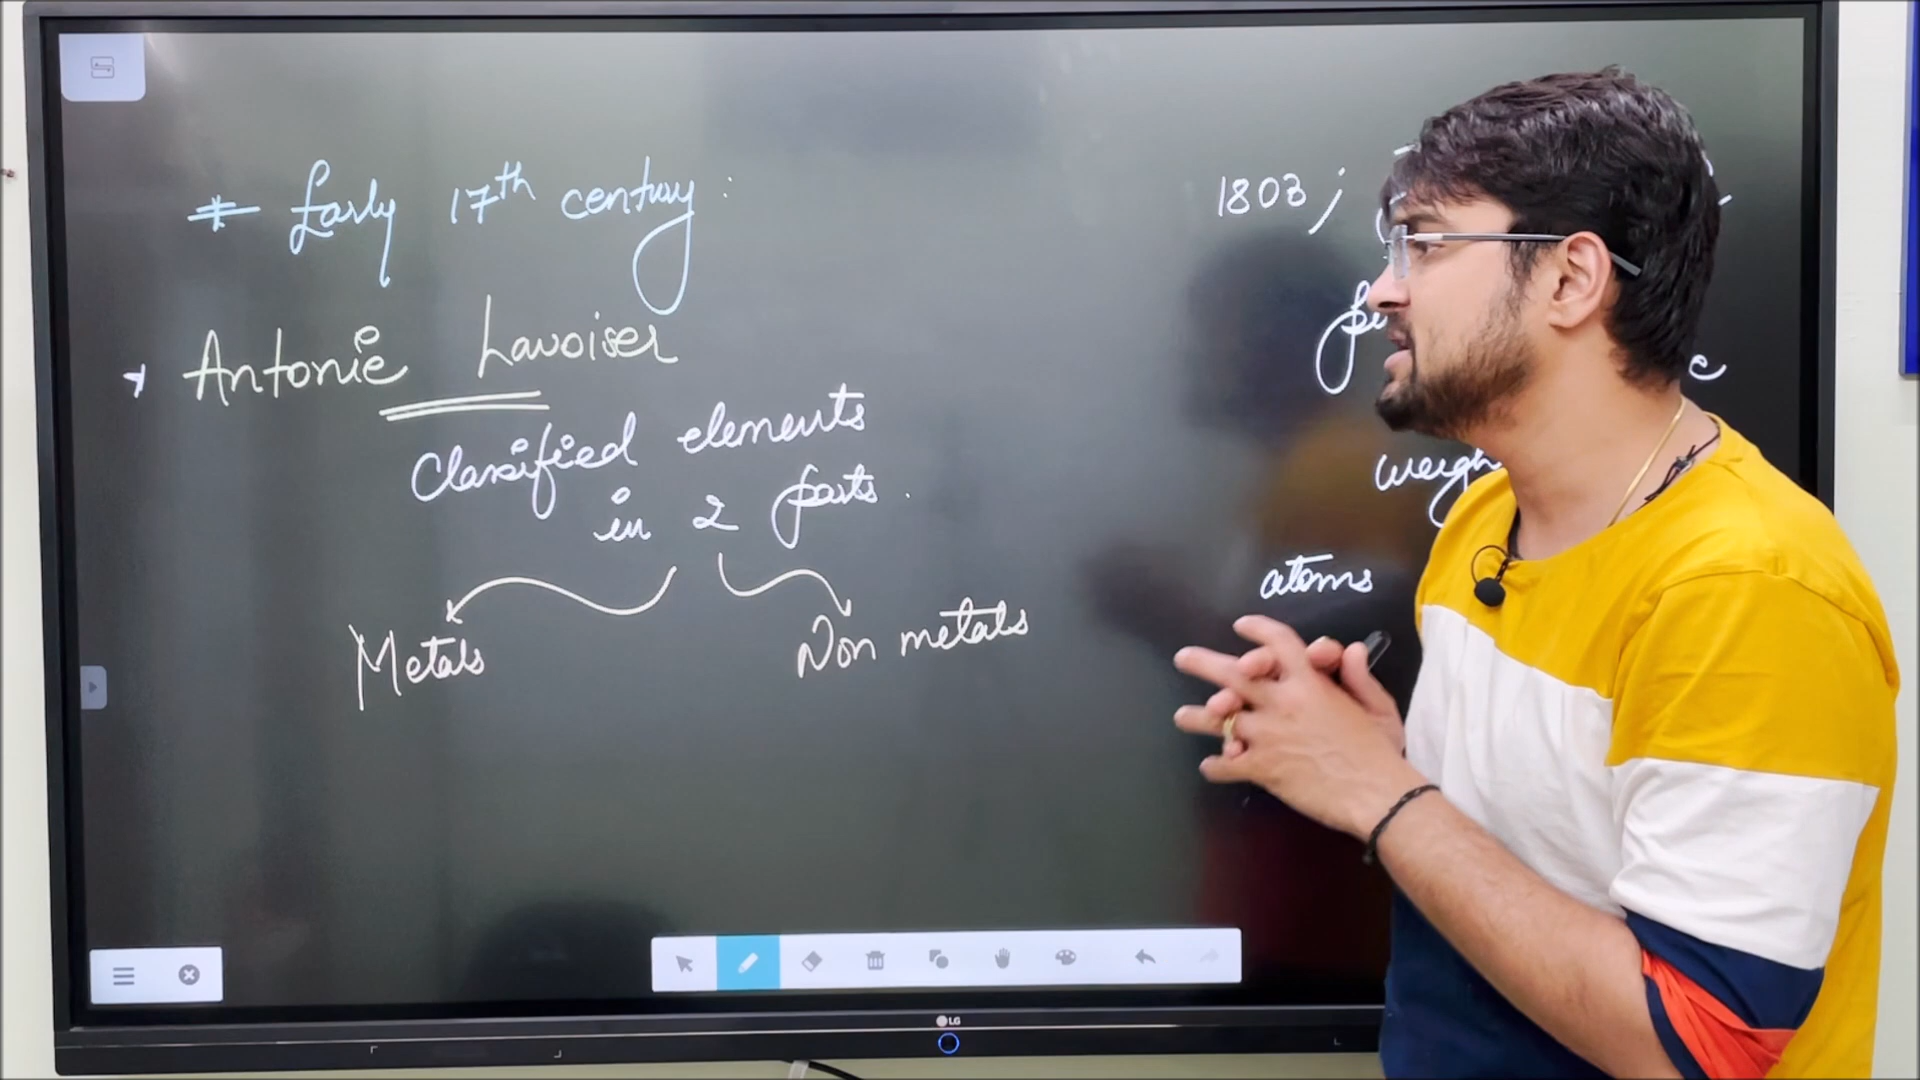 * Early 17th century :
Antonie Lavoiser
Classified elements
in 2 parts .
Metals
Non metals
1803 ;
atoms
LG